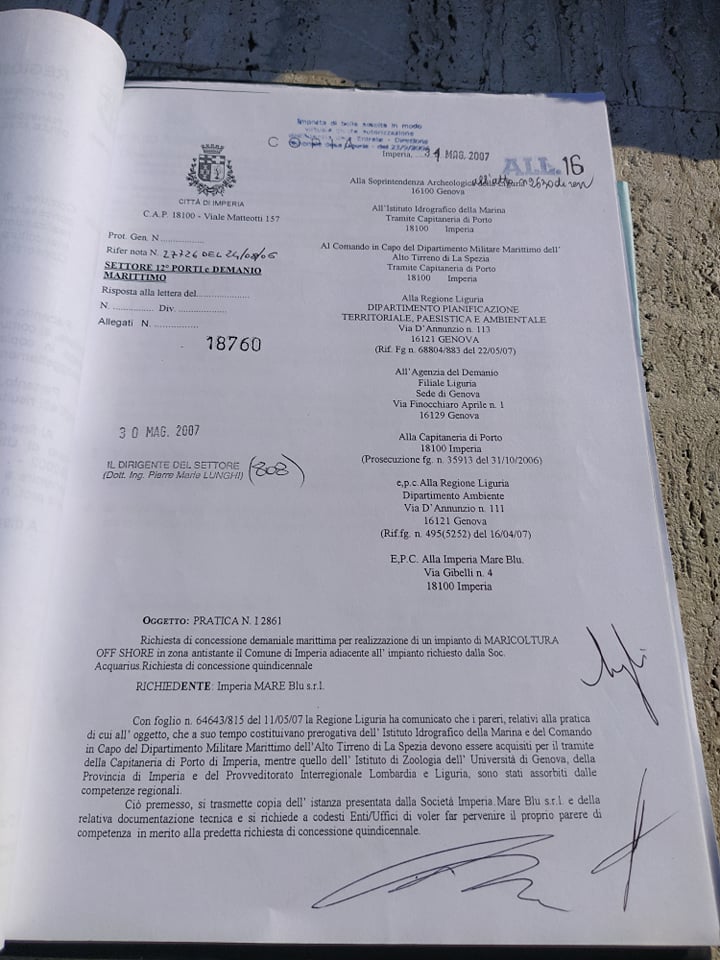 Imposta di bollo assolta in modo
C
Imperia, 31 MAG. 2007
ALL. 16
Alla Soprintendenza Archeologica della Liguria
16100 Genova
CITTÀ DI IMPERIA
C.A.P. 18100 - Viale Matteotti 157
All'Istituto Idrografico della Marina
Tramite Capitaneria di Porto
18100 Imperia
Prot. Gen. N..............
Rifer nota N. 27726 DEL 24/08/06
SETTORE 12° PORTI e DEMANIO
MARITTIMO
Risposta alla lettera del...................
N. ............... Div. ..................
Allegati N. ................
18760
Al Comando in Capo del Dipartimento Militare Marittimo dell'
Alto Tirreno di La Spezia
Tramite Capitaneria di Porto
18100 Imperia
Alla Regione Liguria
DIPARTIMENTO PIANIFICAZIONE
TERRITORIALE, PAESISTICA E AMBIENTALE
Via D'Annunzio n. 113
16121 GENOVA
(Rif. Fg n. 68804/883 del 22/05/07)
All'Agenzia del Demanio
Filiale Liguria
Sede di Genova
Via Finocchiaro Aprile n. 1
16129 Genova
30 MAG. 2007
IL DIRIGENTE DEL SETTORE
(Dott. Ing. Pierre Marie LUNGHI)
(808)
Alla Capitaneria di Porto
18100 Imperia
(Prosecuzione fg. n. 35913 del 31/10/2006)
e,p.c.Alla Regione Liguria
Dipartimento Ambiente
Via D'Annunzio n. 111
16121 Genova
(Rif.fg. n. 495(5252) del 16/04/07)
E,P.C. Alla Imperia Mare Blu.
Via Gibelli n. 4
18100 Imperia
OGGETTO: PRATICA N. I 2861
Richiesta di concessione demaniale marittima per realizzazione di un impianto di MARICOLTURA
OFF SHORE in zona antistante il Comune di Imperia adiacente all' impianto richiesto dalla Soc.
Acquarius.Richiesta di concessione quindicennale
RICHIEDENTE: Imperia MARE Blu s.r.l.
Con foglio n. 64643/815 del 11/05/07 la Regione Liguria ha comunicato che i pareri, relativi alla pratica
di cui all' oggetto, che a suo tempo costituivano prerogativa dell' Istituto Idrografico della Marina e del Comando
in Capo del Dipartimento Militare Marittimo dell'Alto Tirreno di La Spezia devono essere acquisiti per il tramite
della Capitaneria di Porto di Imperia, mentre quello dell' Istituto di Zoologia dell' Università di Genova, della
Provincia di Imperia e del Provveditorato Interregionale Lombardia e Liguria, sono stati assorbiti dalle
competenze regionali.
Ciò premesso, si trasmette copia dell' istanza presentata dalla Società Imperia Mare Blu s.r.l. e della
relativa documentazione tecnica e si richiede a codesti Enti/Uffici di voler far pervenire il proprio parere di
competenza in merito alla predetta richiesta di concessione quindicennale.